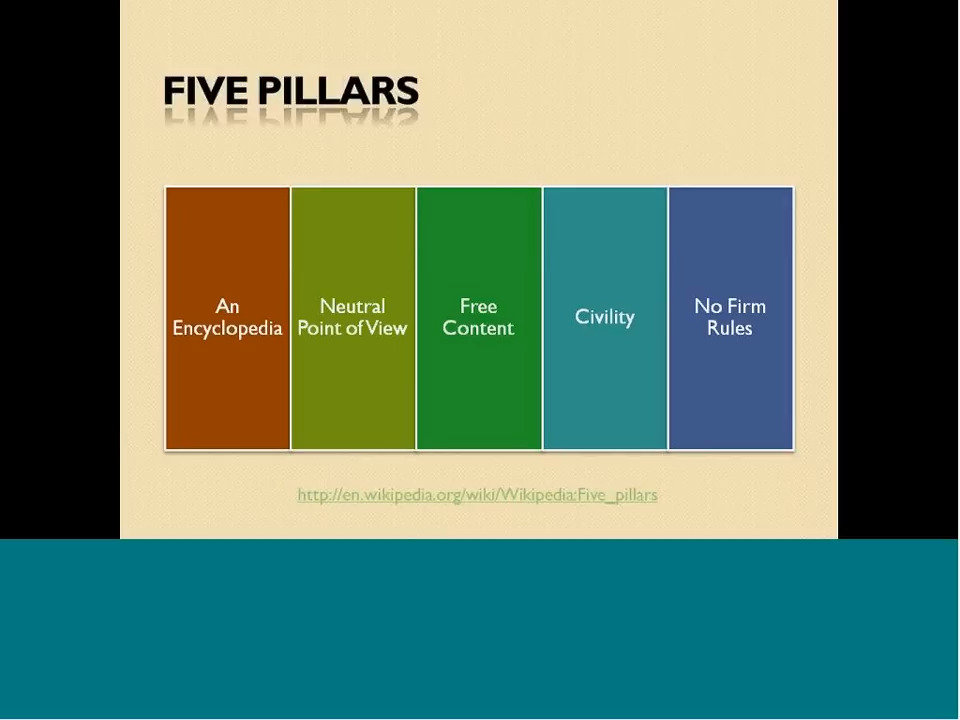 FIVE PILLARS
An
Encyclopedia
Neutral
Point of View
Free
Content
Civility
No Firm
Rules
http://en.wikipedia.org/wiki/Wikipedia:Five_pillars